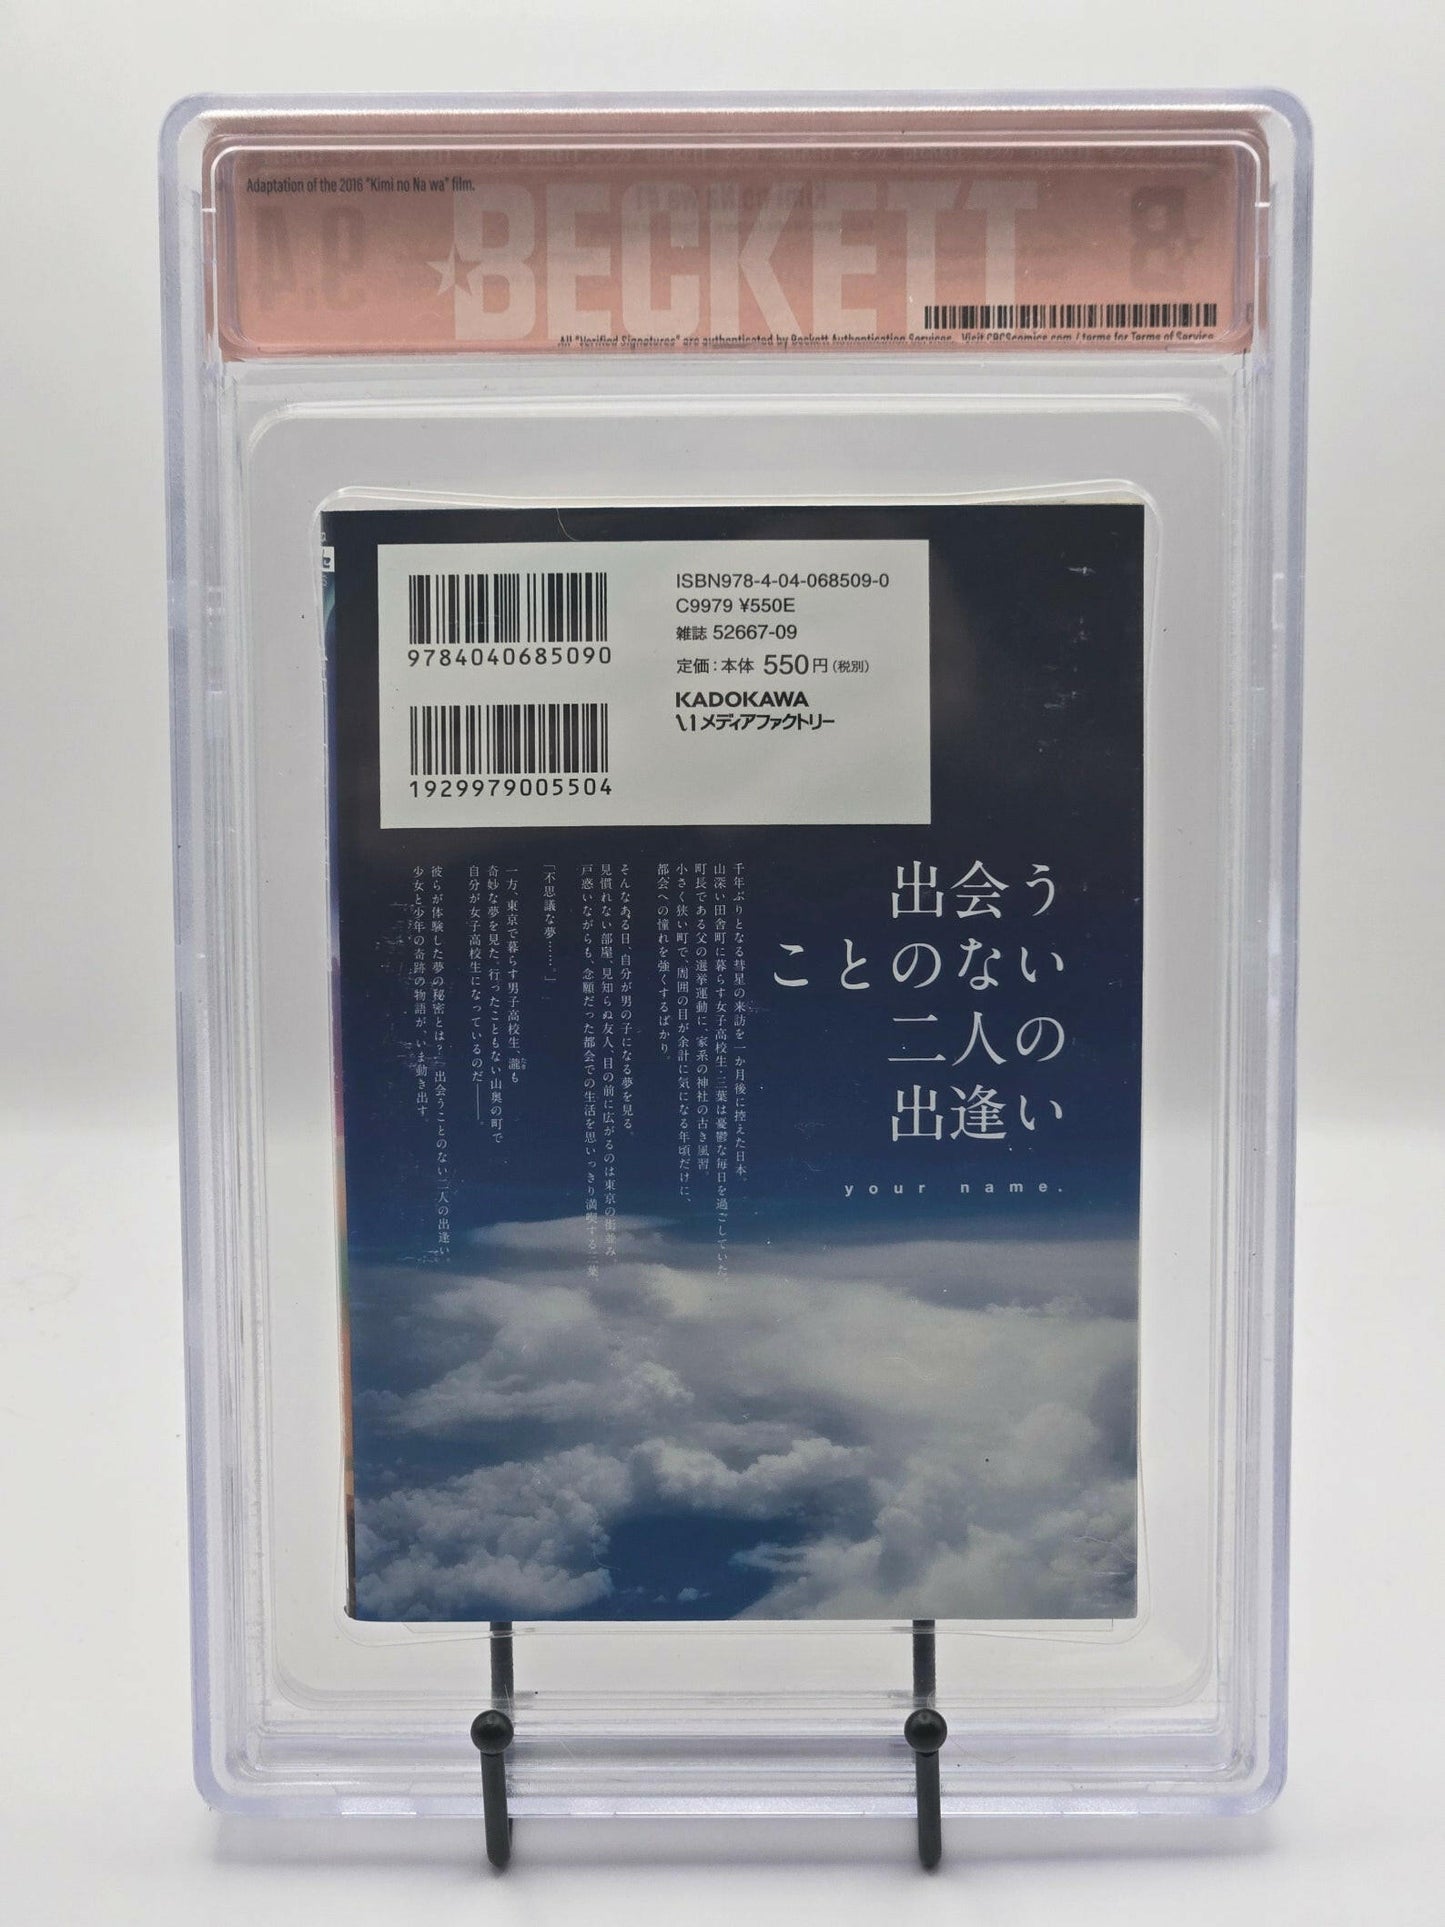 Adaptation of the 2016 "Kimi no Na wa" film.
BECKETT
All "Verified Signatures" are authenticated by Beckett Authentication Services. Visit CBCScomics.com / terms for Terms of Service.
ISBN978-4-04-068509-0
C9979 ¥550E
雑誌 52667-09
定価：本体 550円（税別）
KADOKAWA
メディアファクトリー
9784040685090
1929979005504
出会う
ことのない
二人の
出逢い
your name.
千年ぶりとなる彗星の来訪を一か月後に控えた日本。
山深い田舎町に暮らす女子高校生・三葉は憂鬱な毎日を過ごしていた。
町長である父の選挙運動に、家系の神社の古き風習。
小さく狭い町で、周囲の目が余計に気になる年頃だけに、
都会への憧れを強くするばかり。
そんなある日、自分が男の子になる夢を見る。
見慣れない部屋、見知らぬ友人、目の前に広がるのは東京の街並み。
戸惑いながらも、念願だった都会での生活を思いっきり満喫する三葉。
「不思議な夢……。」
一方、東京で暮らす男子高校生、瀧も
奇妙な夢を見た。行ったこともない山奥の町で
自分が女子高校生になっているのだ――。
彼らが体験した夢の秘密とは？ 出会うことのない二人の出逢い。
少女と少年の奇跡の物語が、いま動き出す。